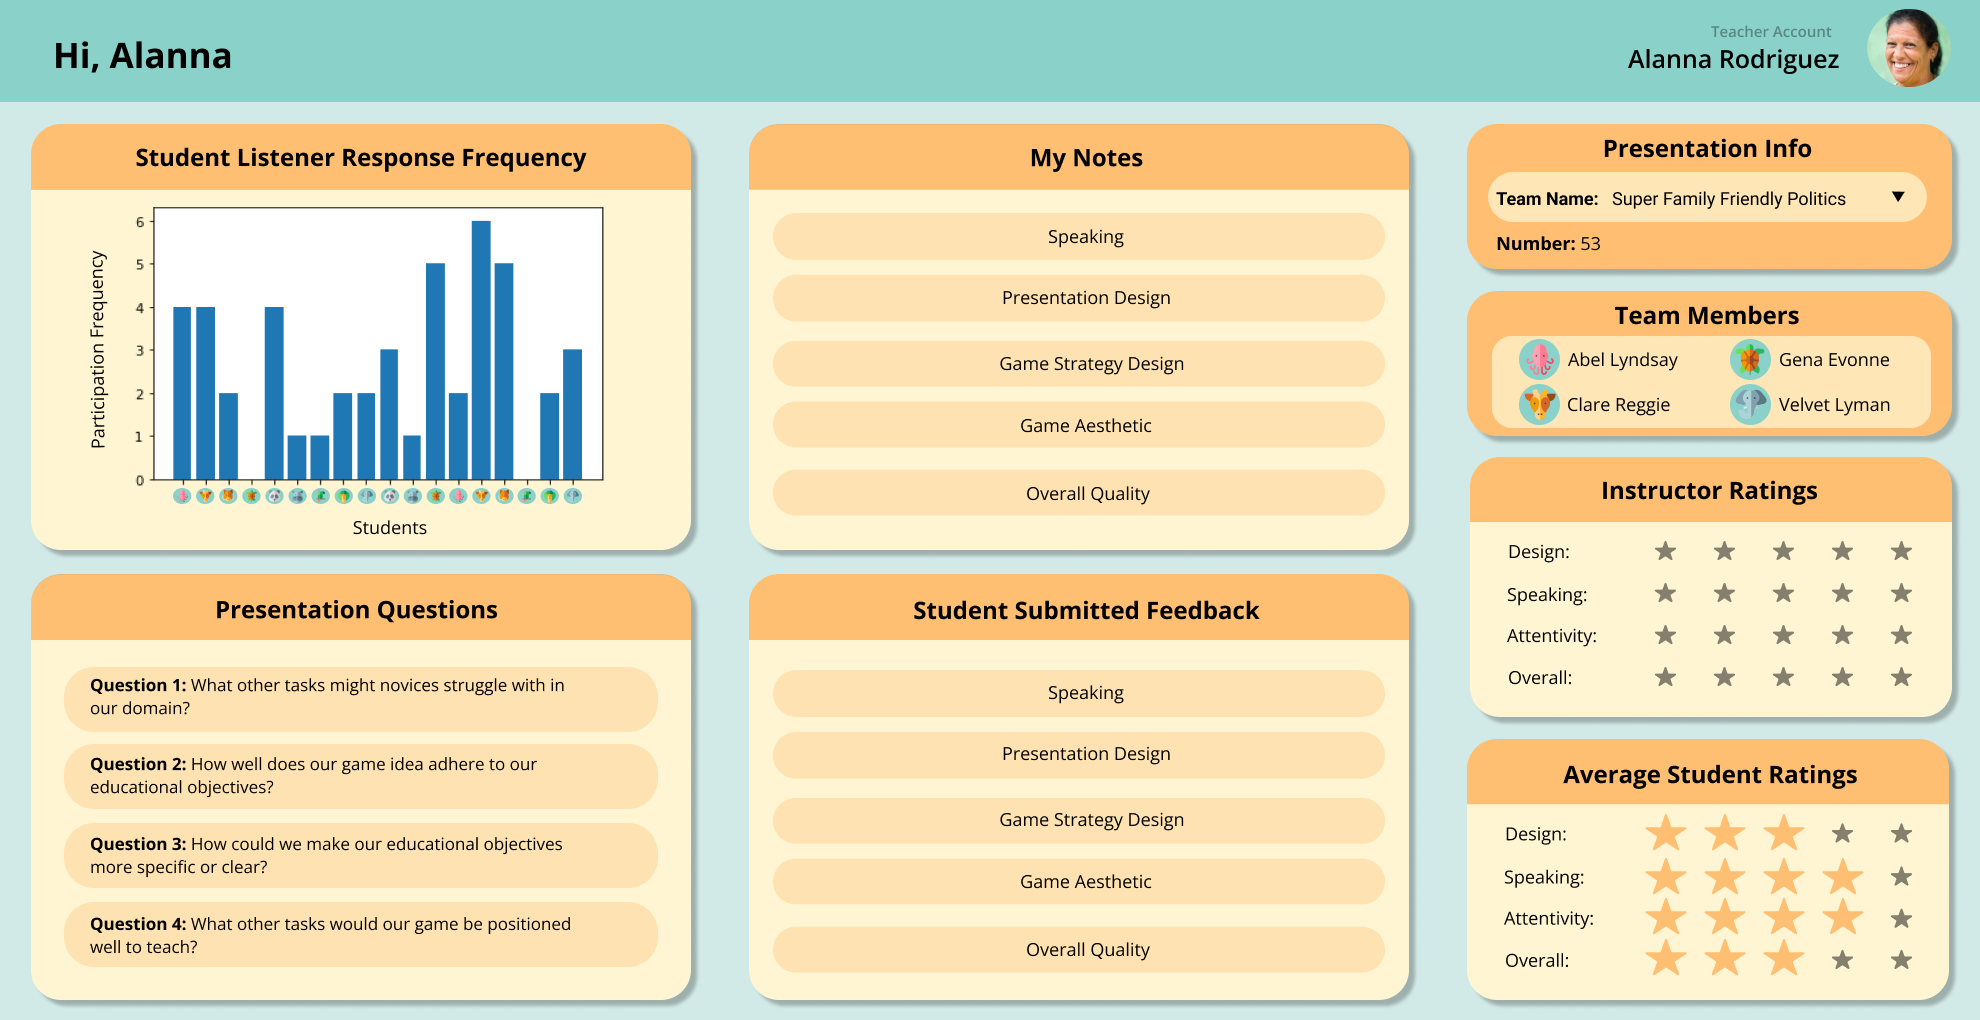 Hi, Alanna
Teacher Account
Alanna Rodriguez
Student Listener Response Frequency
Participation Frequency
6
5
4
3
2
1
0
Students
My Notes
Speaking
Presentation Design
Game Strategy Design
Game Aesthetic
Overall Quality
Presentation Info
Team Name: Super Family Friendly Politics
Number: 53
Team Members
Abel Lyndsay
Gena Evonne
Clare Reggie
Velvet Lyman
Instructor Ratings
Design:
Speaking:
Attentivity:
Overall:
Presentation Questions
Question 1: What other tasks might novices struggle with in
our domain?
Question 2: How well does our game idea adhere to our
educational objectives?
Question 3: How could we make our educational objectives
more specific or clear?
Question 4: What other tasks would our game be positioned
well to teach?
Student Submitted Feedback
Speaking
Presentation Design
Game Strategy Design
Game Aesthetic
Overall Quality
Average Student Ratings
Design:
Speaking:
Attentivity:
Overall: